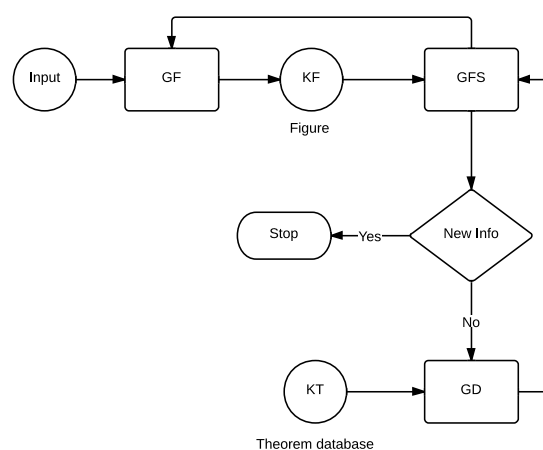 Input
GF
KF
GFS
Figure
Stop
Yes
New Info
No
KT
GD
Theorem database